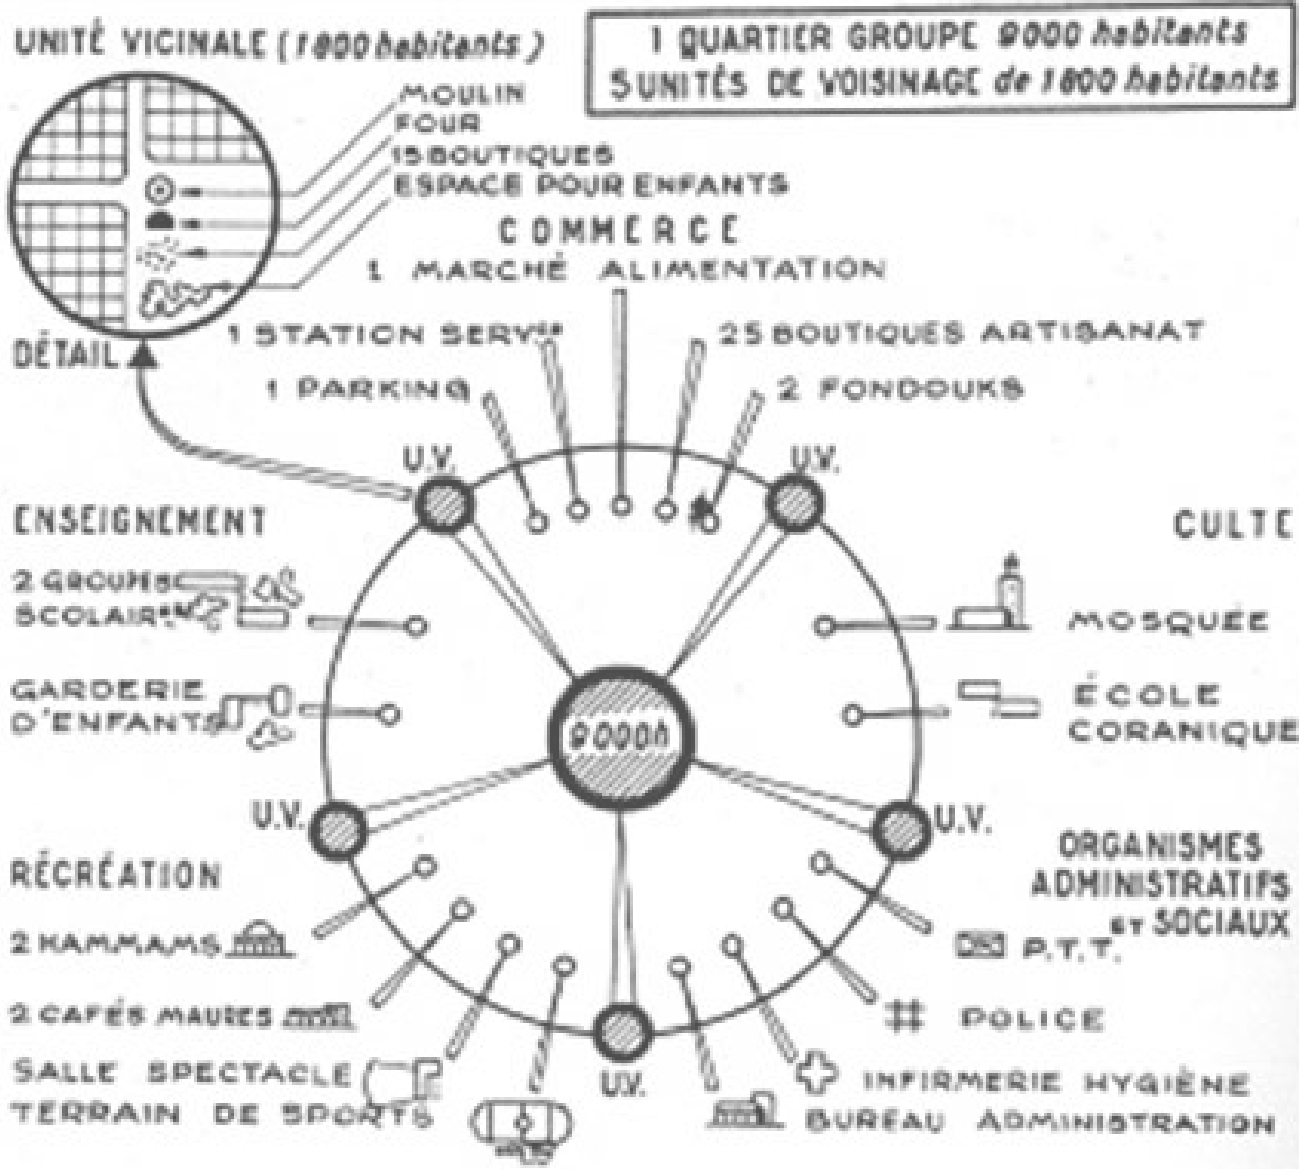 UNITÉ VICINALE (1800 habitants)
1 QUARTIER GROUPE 9000 habitants
5 UNITÉS DE VOISINAGE de 1800 habitants
MOULIN
FOUR
15 BOUTIQUES
ESPACE POUR ENFANTS
DÉTAIL
COMMERCE
1 MARCHÉ ALIMENTATION
1 STATION SERVCE
25 BOUTIQUES ARTISANAT
1 PARKING
2 FONDOUKS
U.V.
U.V.
ENSEIGNEMENT
2 GROUPES
SCOLAIRES
GARDERIE
D'ENFANTS
CULTE
MOSQUÉE
ÉCOLE
CORANIQUE
9000h
U.V.
U.V.
RÉCRÉATION
2 HAMMAMS
2 CAFÉS MAURES
SALLE SPECTACLE
TERRAIN DE SPORTS
U.V.
ORGANISMES
ADMINISTRATIFS
ET SOCIAUX
P.T.T.
POLICE
INFIRMERIE HYGIÈNE
BUREAU ADMINISTRATION